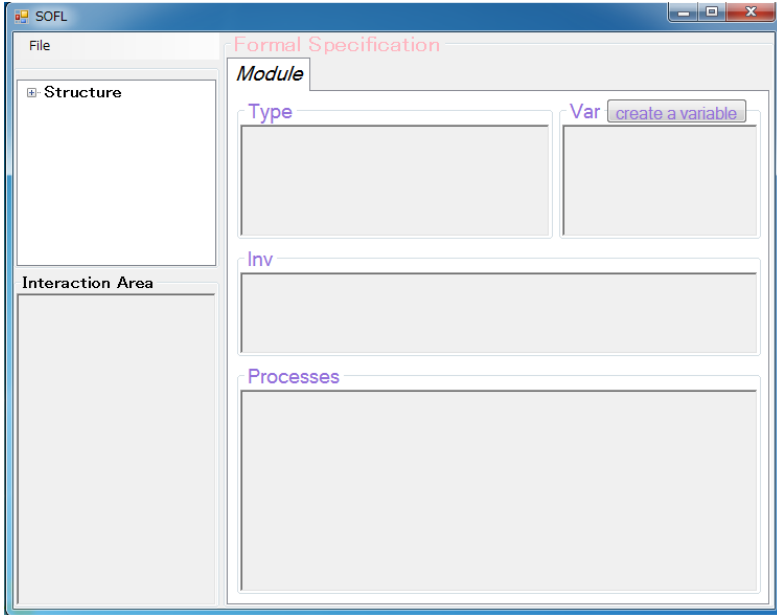 SOFL
File
Formal Specification
Module
Structure
Type
Var create a variable
Inv
Interaction Area
Processes